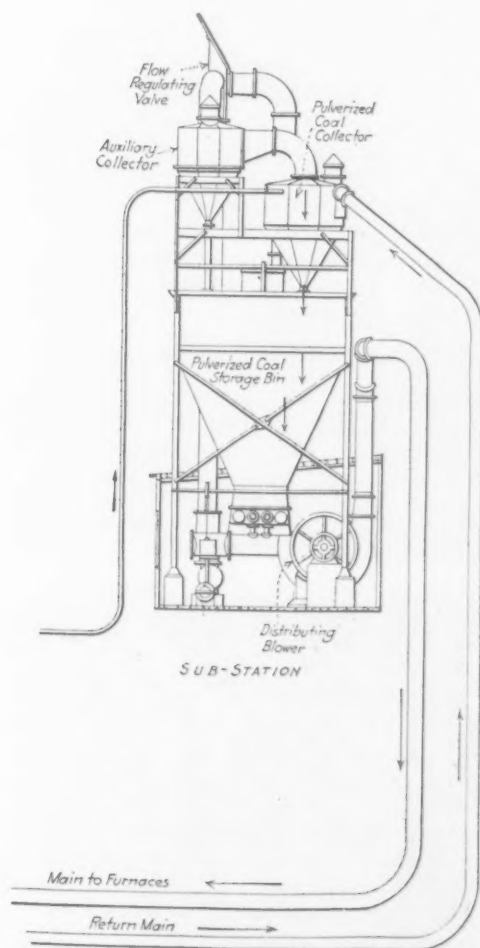 Flow
Regulating
Valve
Pulverized
Coal
Collector
Auxiliary
Collector
Pulverized Coal
Storage Bin
Distributing
Blower
SUB-STATION
Main to Furnaces
Return Main